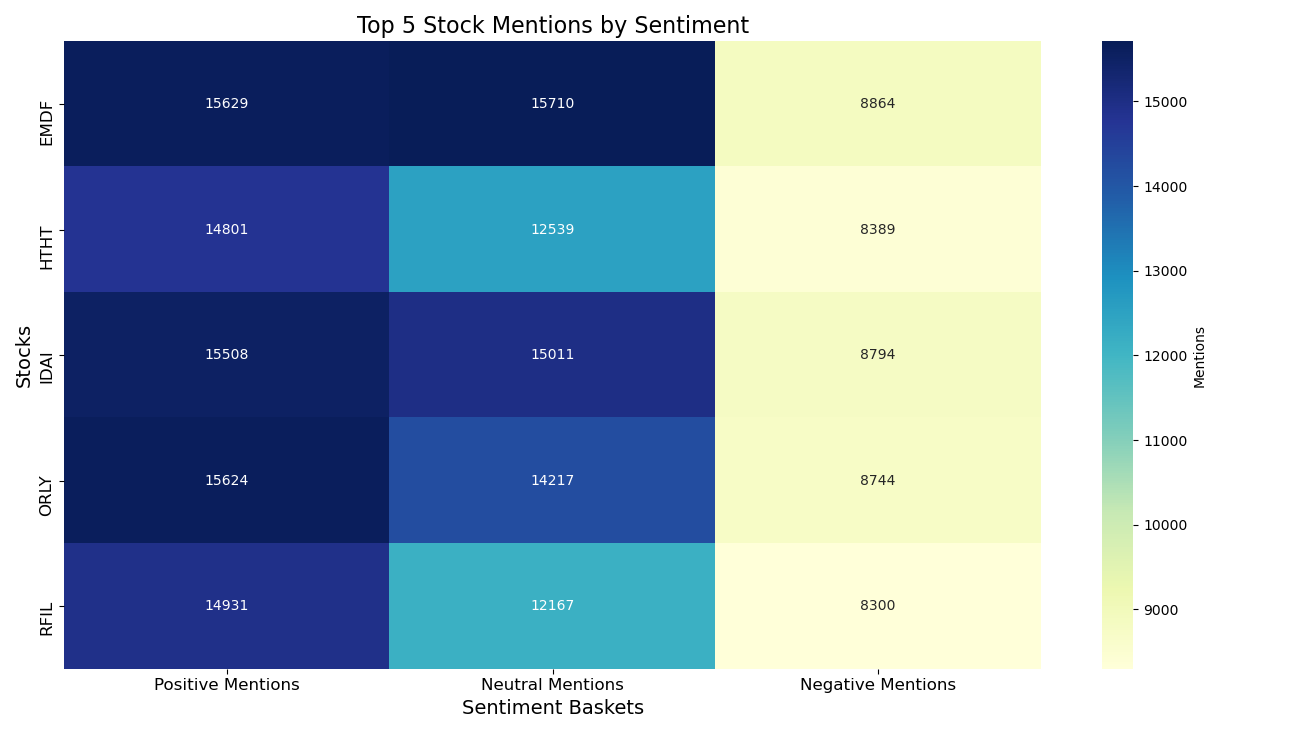 Top 5 Stock Mentions by Sentiment
Stocks
EMDF 15629 15710 8864
HTHT 14801 12539 8389
IDAI 15508 15011 8794
ORLY 15624 14217 8744
RFIL 14931 12167 8300
Positive Mentions Neutral Mentions Negative Mentions
Sentiment Baskets
15000
14000
13000
12000
11000
10000
9000
Mentions